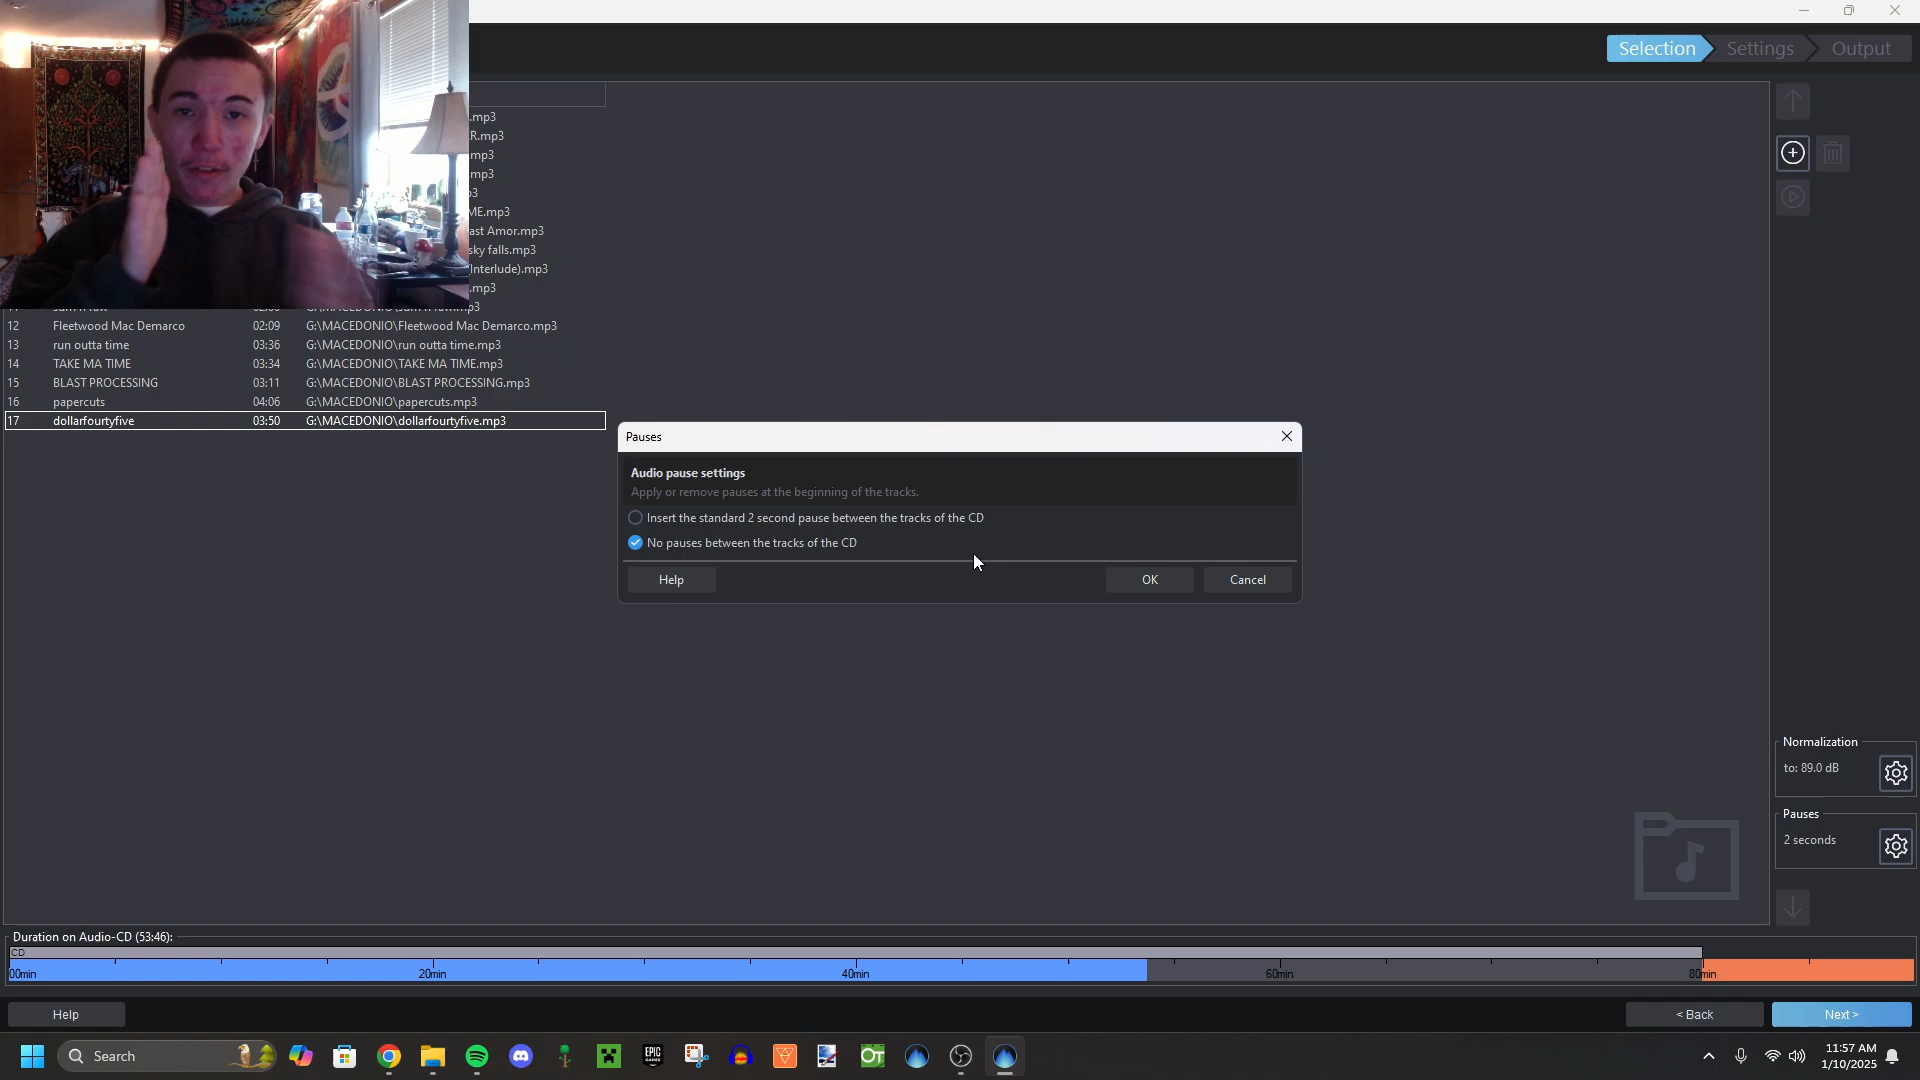 Selection
Settings
Output
.mp3
R.mp3
mp3
.mp3
p3
ME.mp3
ast Amor.mp3
sky falls.mp3
Interlude).mp3
.mp3
12 Fleetwood Mac Demarco 02:09 G:\MACEDONIO\Fleetwood Mac Demarco.mp3
13 run outta time 03:36 G:\MACEDONIO\run outta time.mp3
14 TAKE MA TIME 03:34 G:\MACEDONIO\TAKE MA TIME.mp3
15 BLAST PROCESSING 03:11 G:\MACEDONIO\BLAST PROCESSING.mp3
16 papercuts 04:06 G:\MACEDONIO\papercuts.mp3
17 dollarfourtyfive 03:50 G:\MACEDONIO\dollarfourtyfive.mp3
Pauses
Audio pause settings
Apply or remove pauses at the beginning of the tracks.
Insert the standard 2 second pause between the tracks of the CD
No pauses between the tracks of the CD
Help
OK
Cancel
Normalization
to: 89.0 dB
Pauses
2 seconds
Duration on Audio-CD (53:46):
CD
00min 20min 40min 60min 80min
Help
< Back
Next >
Search
EPIC GAMES
OT
11:57 AM
1/10/2025